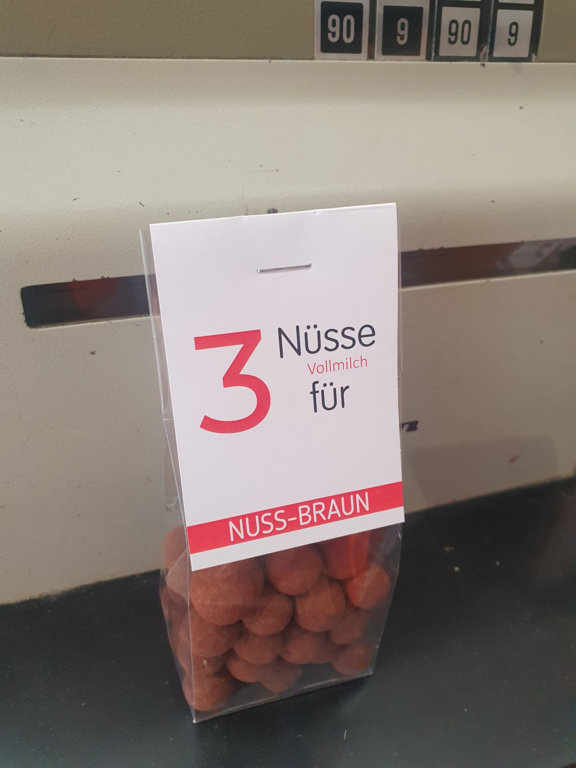 90 9 90 9
3 Nüsse
Vollmilch
für
NUSS-BRAUN